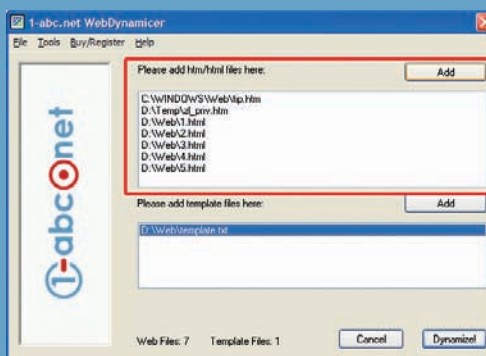 1-abc.net WebDynamicer
File Tools Buy/Register Help
Please add htm/html files here:
Add
C:\WINDOWS\Web\tip.htm
D:\Temp\zl_priv.htm
D:\Web\1.html
D:\Web\2.html
D:\Web\3.html
D:\Web\4.html
D:\Web\5.html
1-abc.net
Please add template files here:
Add
D:\Web\template.txt
Web Files: 7 Template Files: 1
Cancel
Dynamize!